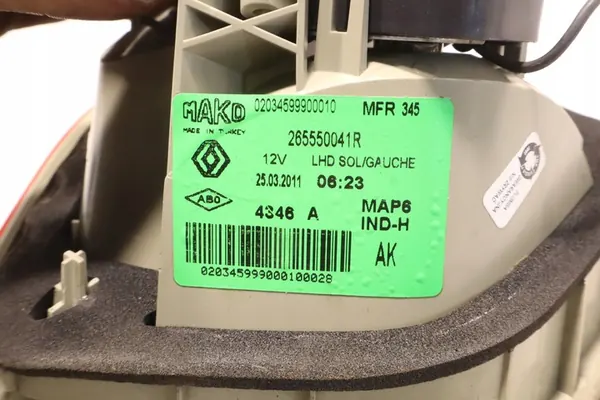 MAKO 02034599900010 MFR 345
MADE IN TURKEY
265550041R
12V LHD SOL/GAUCHE
25.03.2011 06:23
ABO
4346 A MAP6
IND-H
AK
020345999000100028